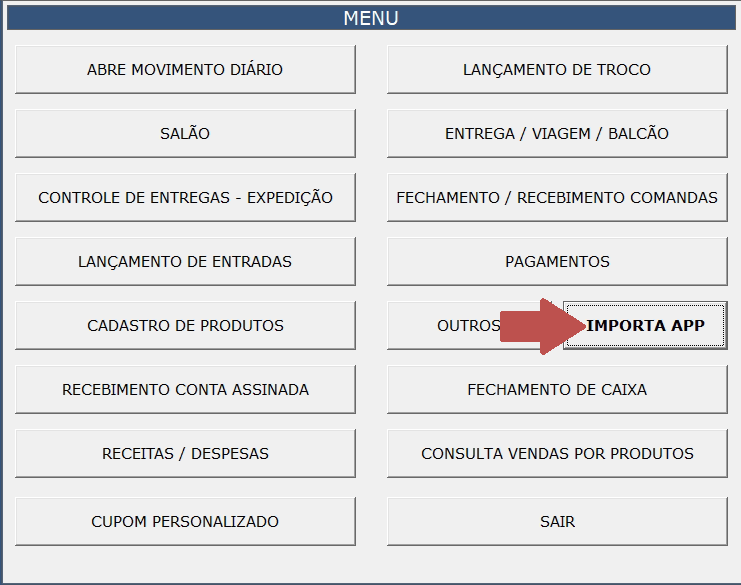 MENU
ABRE MOVIMENTO DIÁRIO
LANÇAMENTO DE TROCO
SALÃO
ENTREGA / VIAGEM / BALCÃO
CONTROLE DE ENTREGAS - EXPEDIÇÃO
FECHAMENTO / RECEBIMENTO COMANDAS
LANÇAMENTO DE ENTRADAS
PAGAMENTOS
CADASTRO DE PRODUTOS
OUTROS
IMPORTA APP
RECEBIMENTO CONTA ASSINADA
FECHAMENTO DE CAIXA
RECEITAS / DESPESAS
CONSULTA VENDAS POR PRODUTOS
CUPOM PERSONALIZADO
SAIR